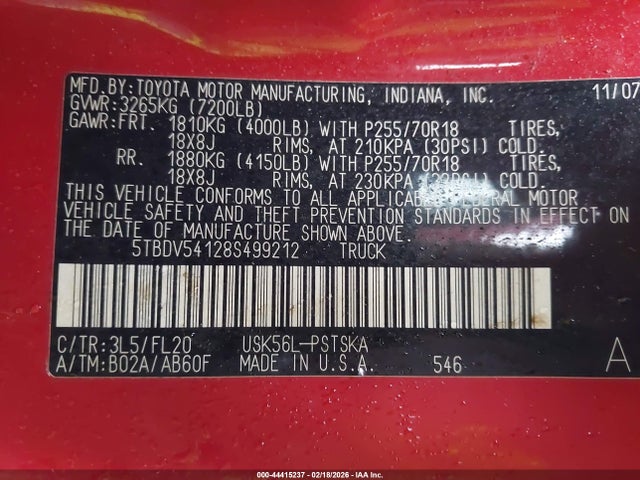 MFD.BY:TOYOTA MOTOR MANUFACTURING, INDIANA, INC. 11/07
GVWR:3265KG (7200LB)
GAWR:FRT. 1810KG (4000LB) WITH P255/70R18 TIRES,
18X8J RIMS, AT 210KPA (30PSI) COLD.
RR. 1880KG (4150LB) WITH P255/70R18 TIRES,
18X8J RIMS, AT 230KPA (33PSI) COLD.
THIS VEHICLE CONFORMS TO ALL APPLICABLE FEDERAL MOTOR
VEHICLE SAFETY AND THEFT PREVENTION STANDARDS IN EFFECT ON
THE DATE OF MANUFACTURE SHOWN ABOVE.
5TBDV54128S499212 TRUCK
C/TR:3L5/FL20 USK56L-PSTSKA
A/TM:B02A/AB60F MADE IN U.S.A. 546 A
000-44415237 - 02/18/2026 - IAA Inc.